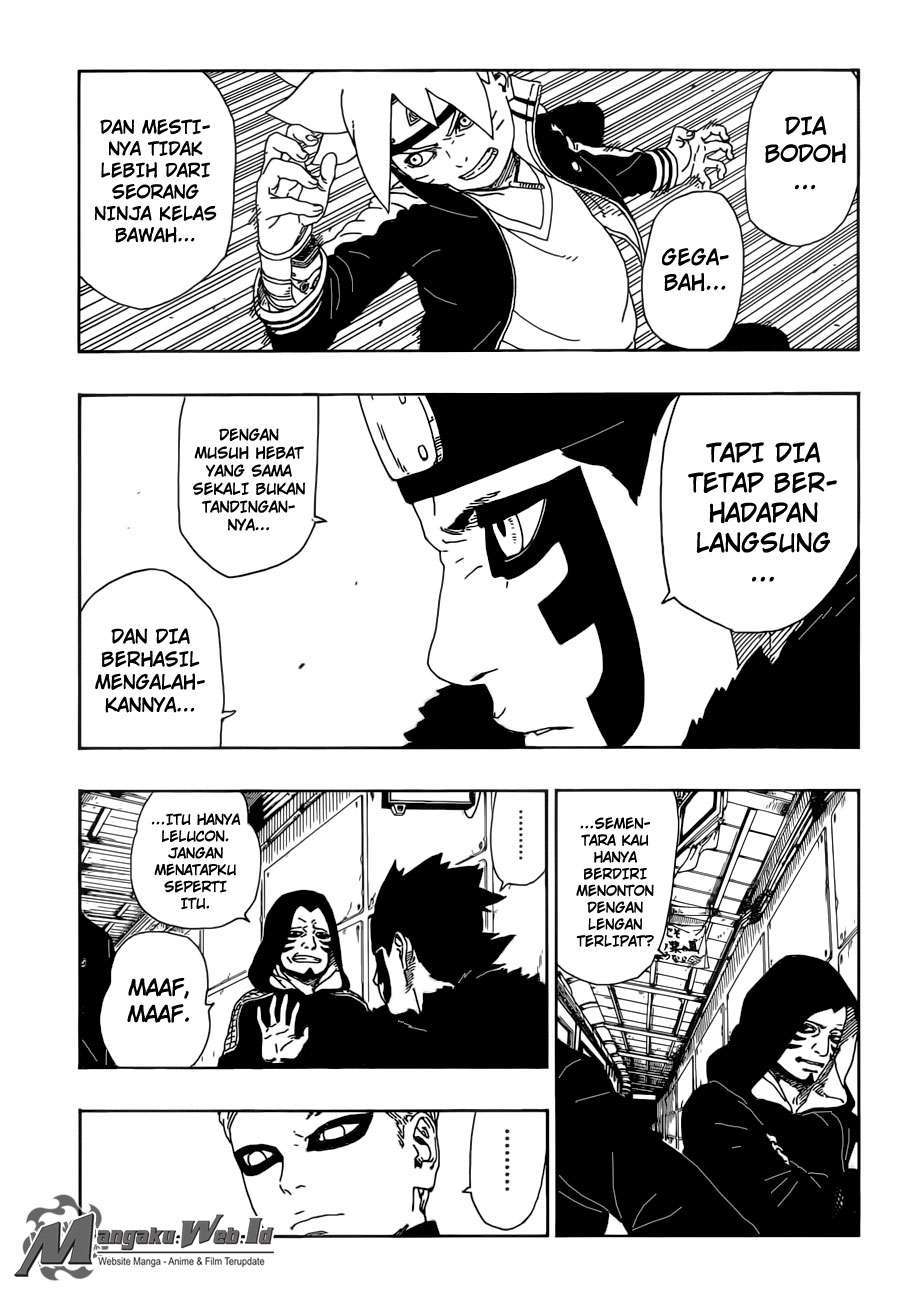 DIA
BODOH
...
GEGA-
BAH...
DAN MESTI-
NYA TIDAK
LEBIH DARI
SEORANG
NINJA KELAS
BAWAH...
TAPI DIA
TETAP BER-
HADAPAN
LANGSUNG
...
DENGAN
MUSUH HEBAT
YANG SAMA
SEKALI BUKAN
TANDINGAN-
NYA...
DAN DIA
BERHASIL
MENGALAH-
KANNYA...
...SEMEN-
TARA KAU
HANYA
BERDIRI
MENONTON
DENGAN
LENGAN
TERLIPAT?
.........
...ITU HANYA
LELUCON.
JANGAN
MENATAPKU
SEPERTI
ITU.
MAAF,
MAAF.
.........
Mangaku.Web.Id
Website Manga - Anime & Film Terupdate